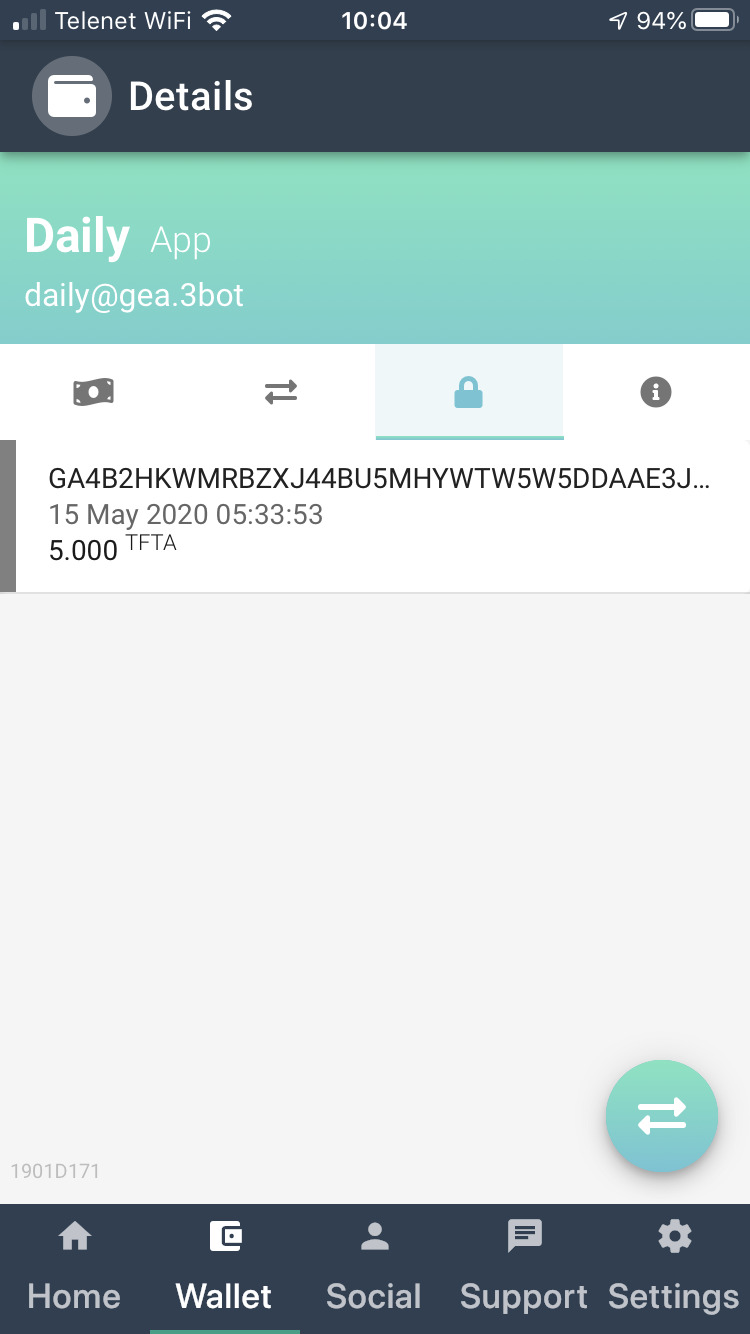 Telenet WiFi 10:04 94%
Details
Daily App
daily@gea.3bot
GA4B2HKWMRBZXJ44BU5MHYWTW5W5DDAAE3J...
15 May 2020 05:33:53
5.000 TFTA
1901D171
Home Wallet Social Support Settings